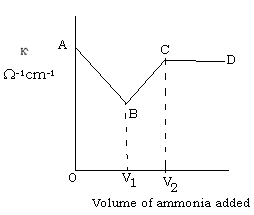 A
κ
C
D
Ω-1cm-1
B
O
V1
V2
Volume of ammonia added